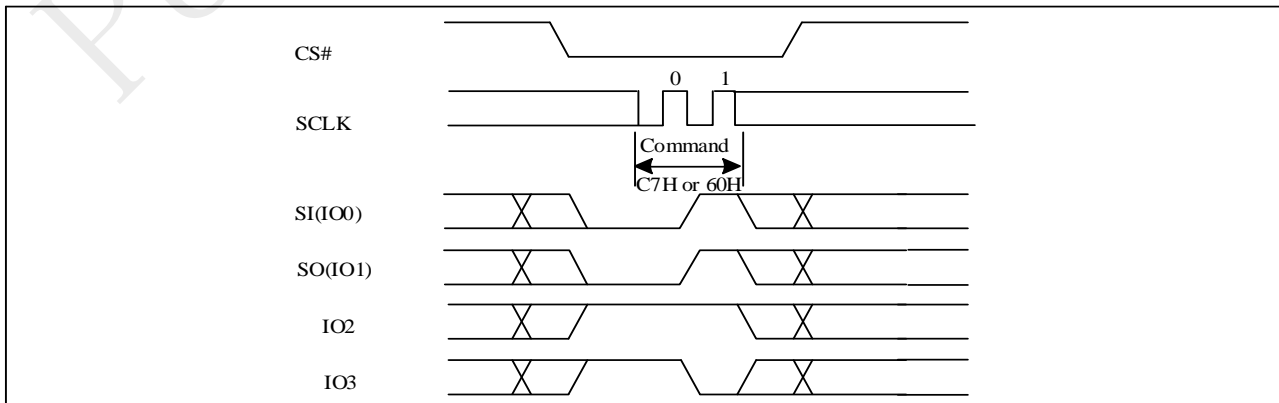 CS#
0 1
SCLK
Command
C7H or 60H
SI(IO0)
SO(IO1)
IO2
IO3